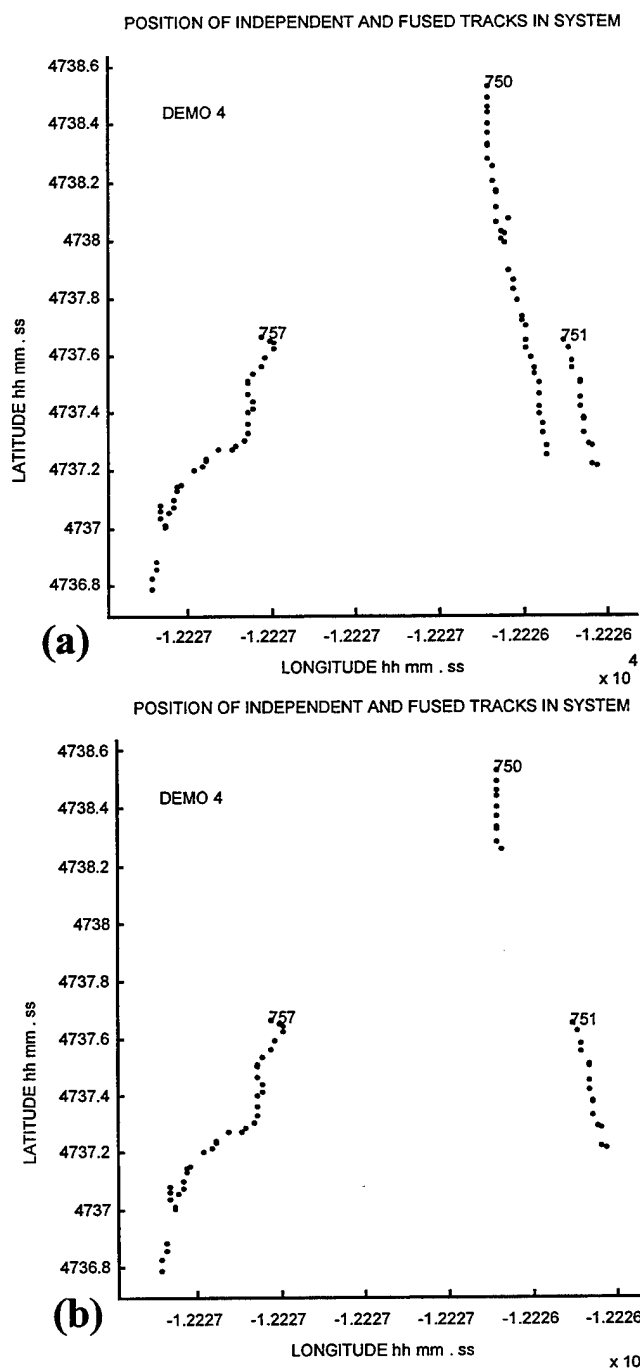 POSITION OF INDEPENDENT AND FUSED TRACKS IN SYSTEM
4738.6
750
DEMO 4
4738.4
4738.2
4738
4737.8
757
751
4737.6
4737.4
4737.2
4737
4736.8
LATITUDE hh mm . ss
(a)
-1.2227 -1.2227 -1.2227 -1.2226 -1.2226 -1.2226
LONGITUDE hh mm . ss
x 10 4
POSITION OF INDEPENDENT AND FUSED TRACKS IN SYSTEM
4738.6
750
DEMO 4
4738.4
4738.2
4738
4737.8
757
751
4737.6
4737.4
4737.2
4737
4736.8
LATITUDE hh mm . ss
(b)
-1.2227 -1.2227 -1.2227 -1.2226 -1.2226 -1.2226
LONGITUDE hh mm . ss
x 10